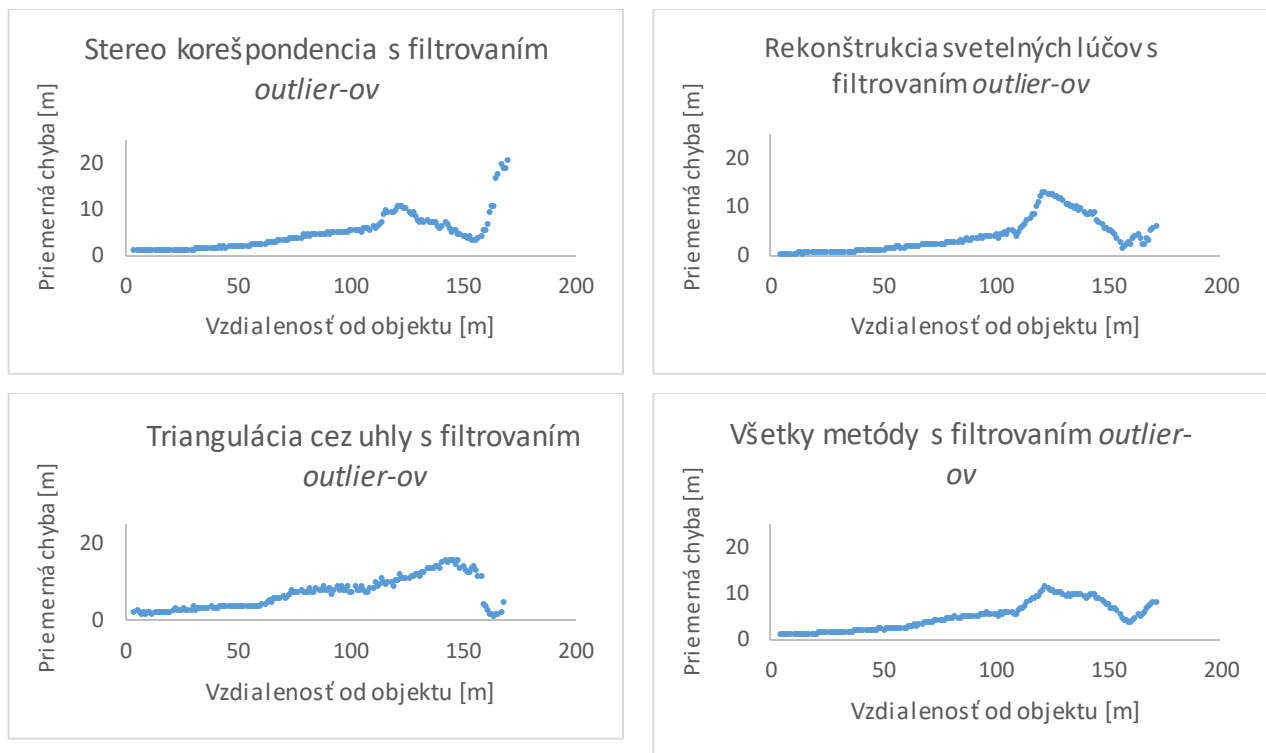 Stereo korešpondencia s filtrovaním
outlier-ov
Priemerná chyba [m]
20
10
0
0 50 100 150 200
Vzdialenosť od objektu [m]
Rekonštrukcia svetelných lúčov s
filtrovaním outlier-ov
Priemerná chyba [m]
20
10
0
0 50 100 150 200
Vzdialenosť od objektu [m]
Triangulácia cez uhly s filtrovaním
outlier-ov
Priemerná chyba [m]
20
0
0 50 100 150 200
Vzdialenosť od objektu [m]
Všetky metódy s filtrovaním outlier-
ov
Priemerná chyba [m]
20
10
0
0 50 100 150 200
Vzdialenosť od objektu [m]